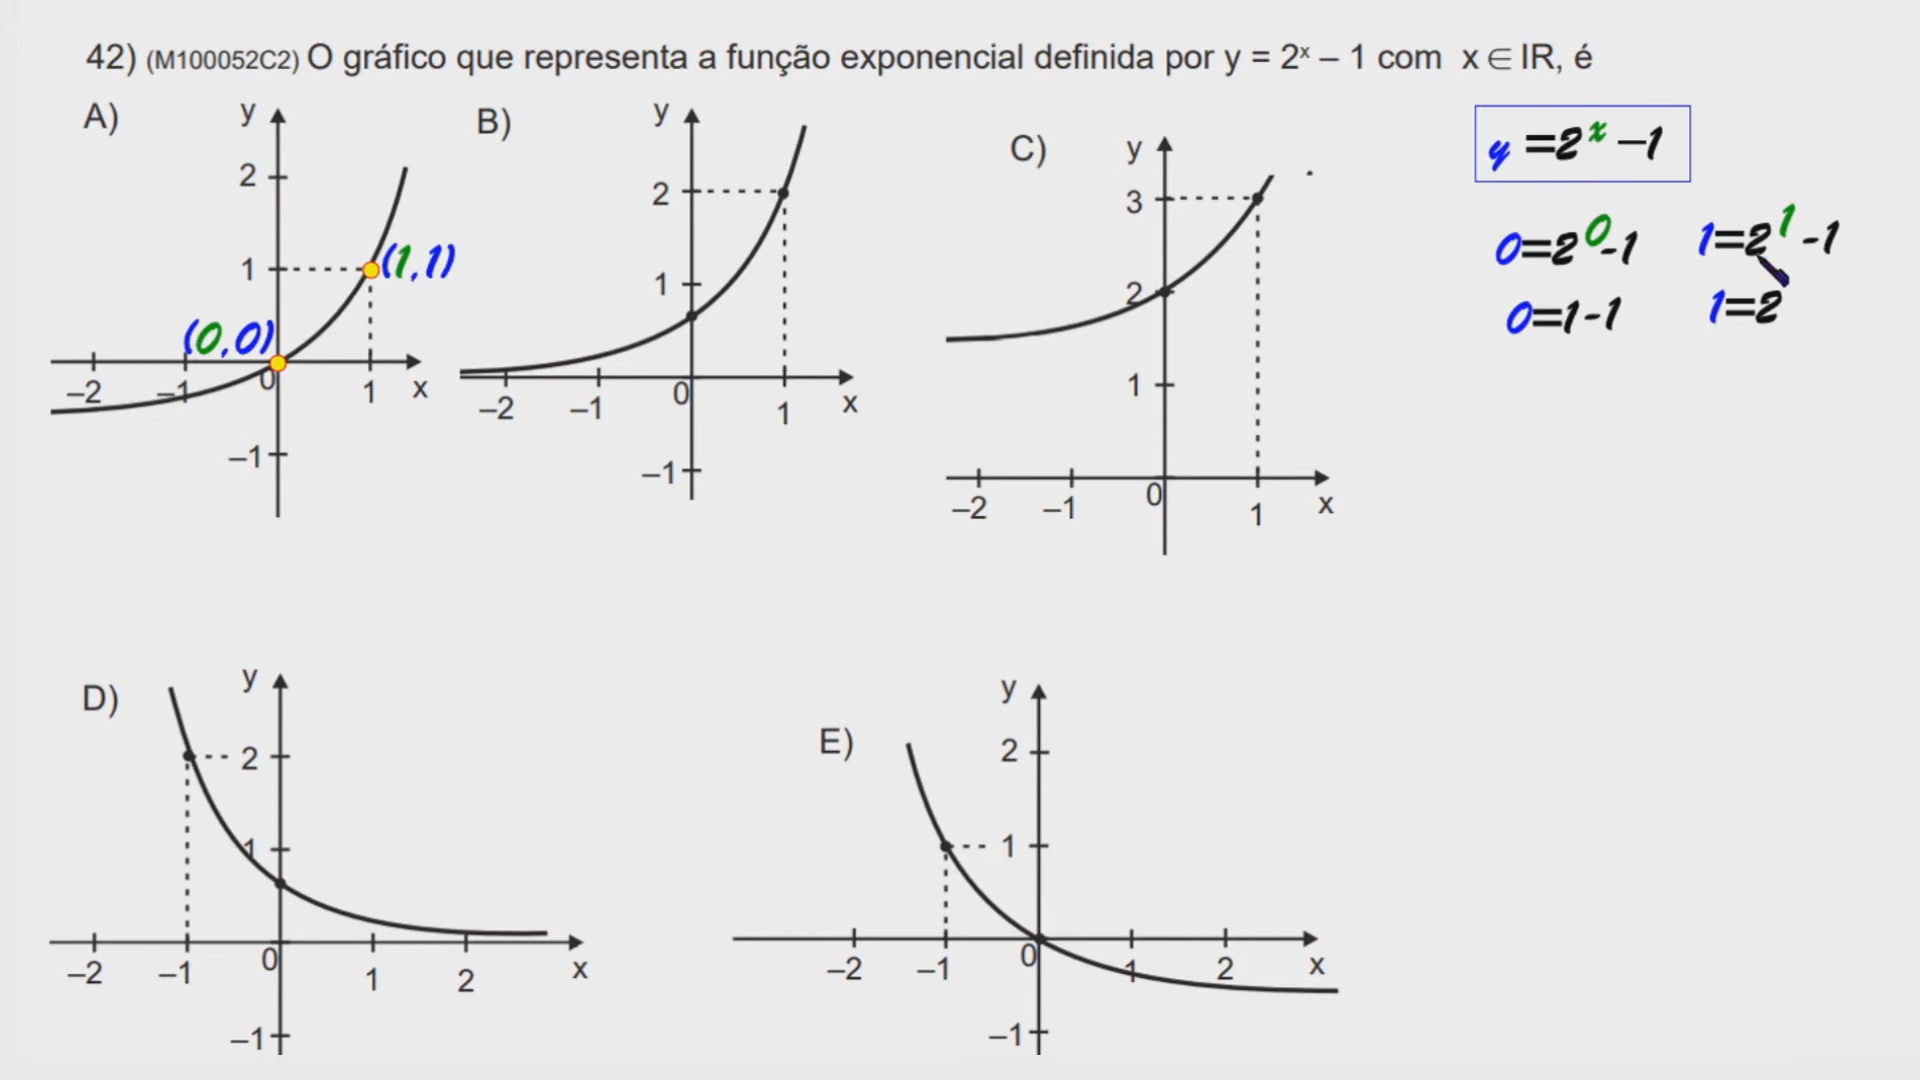 42) (M100052C2) O gráfico que representa a função exponencial definida por y = 2ˣ – 1 com x ∈ IR, é
A)
y
2
1
(1,1)
(0,0)
–2
–1
0
1
x
–1
B)
y
2
1
–2
–1
0
1
x
–1
C)
y
3
2
1
–2
–1
0
1
x
y =2ˣ –1
0=2⁰-1
1=2¹-1
0=1-1
1=2
D)
y
2
1
–2
–1
0
1
2
x
–1
E)
y
2
1
–2
–1
0
1
2
x
–1